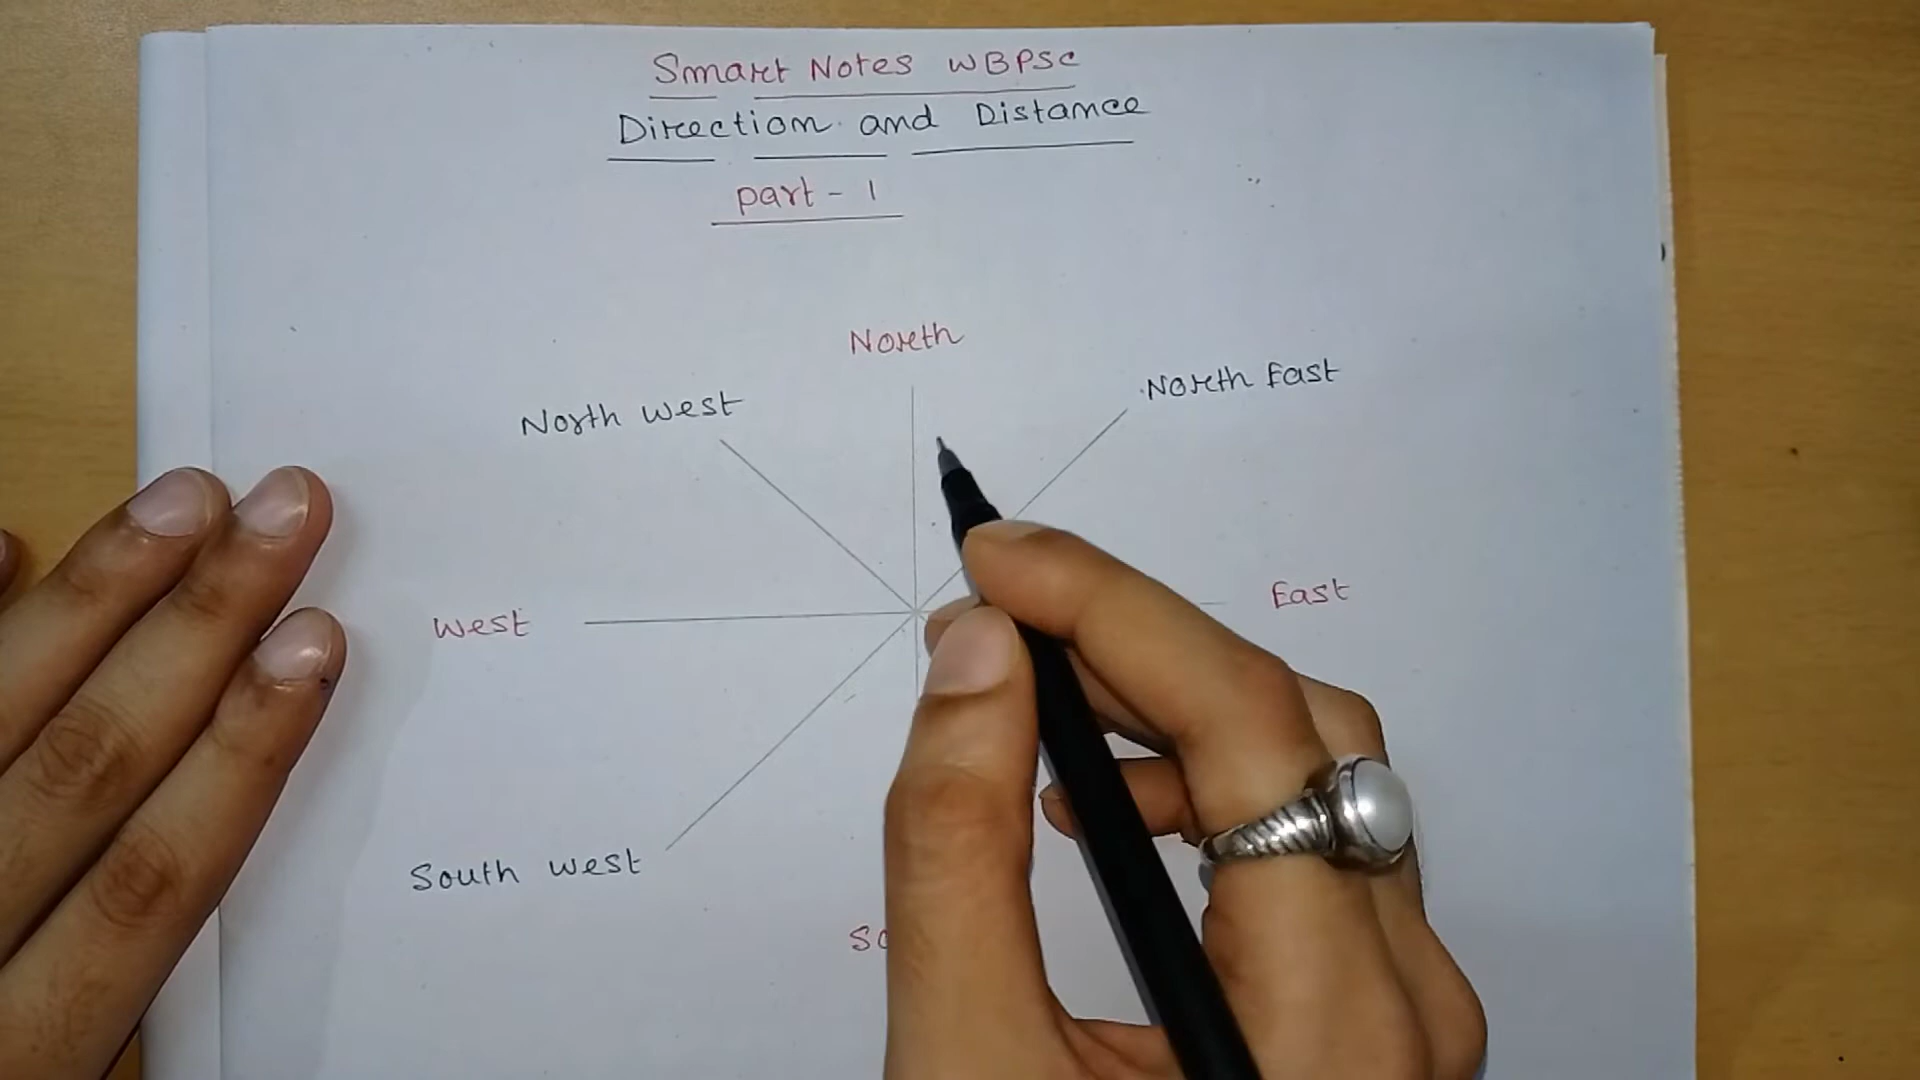 Smart Notes WBPSC
Direction and Distance
part - 1
North
North East
North west
East
west
South west